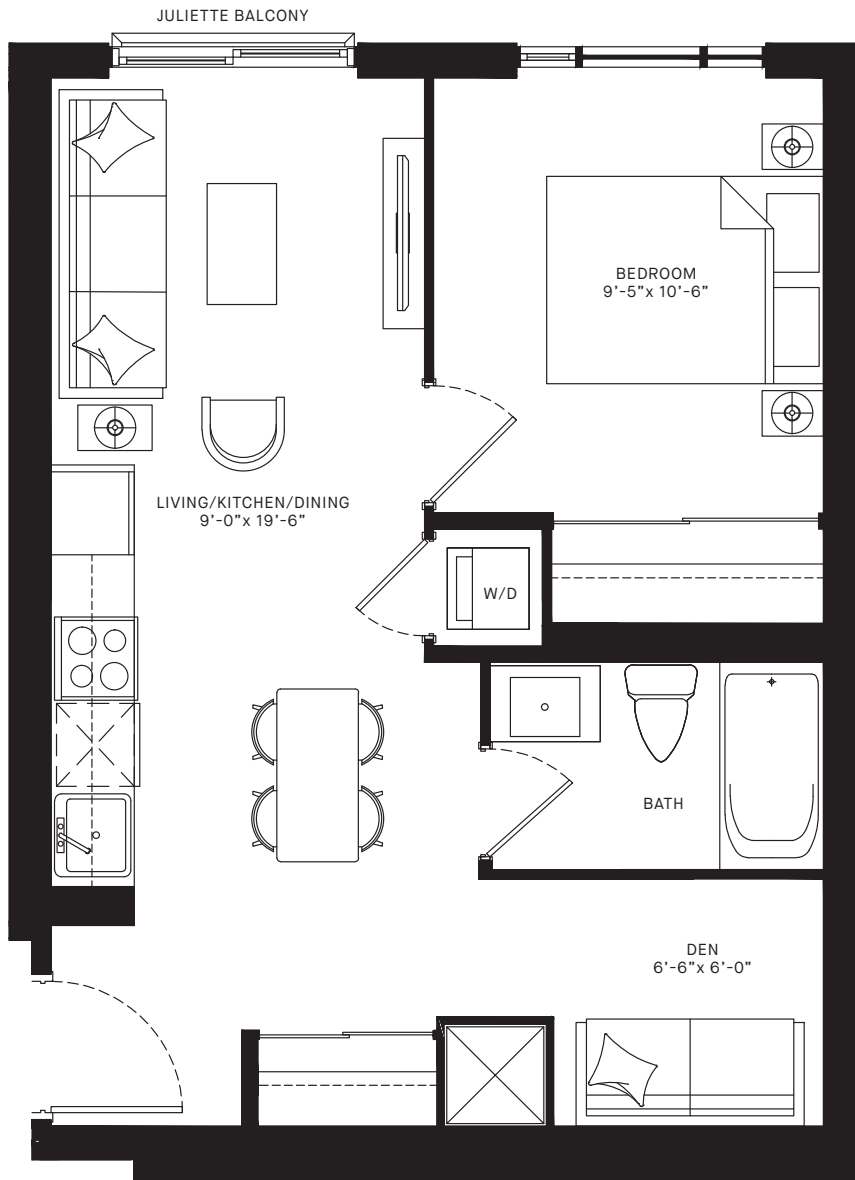 JULIETTE BALCONY
BEDROOM
9’-5”x 10’-6”
LIVING/KITCHEN/DINING
9’-0”x 19’-6”
W/D
BATH
DEN
6’-6”x 6’-0”